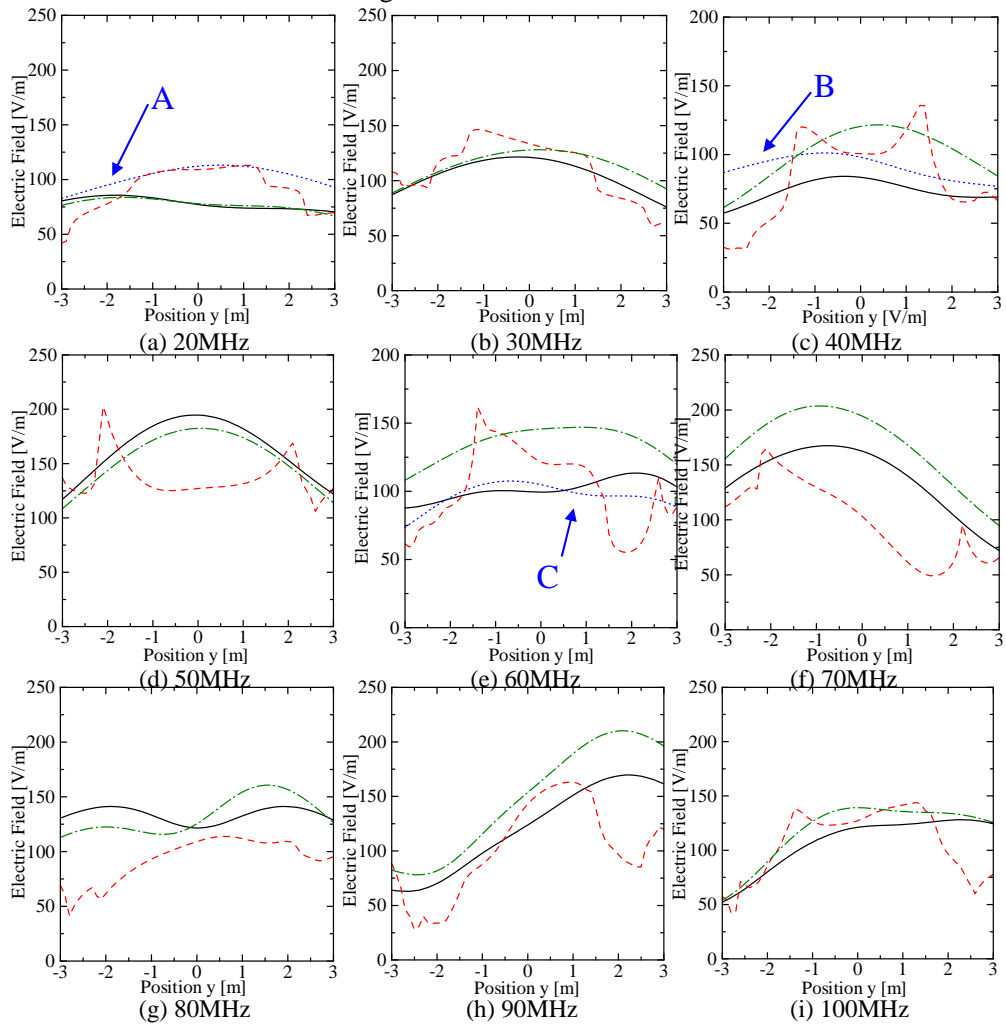 250
200
150
100
50
0
Electric Field [V/m]
A
-3 -2 -1 0 1 2 3
Position y [m]
(a) 20MHz
250
200
150
100
50
0
Electric Field [V/m]
-3 -2 -1 0 1 2 3
Position y [m]
(b) 30MHz
200
150
100
50
0
Electric Field [V/m]
B
-3 -2 -1 0 1 2 3
Position y [V/m]
(c) 40MHz
250
200
150
100
50
0
Electric Field [V/m]
-3 -2 -1 0 1 2 3
Position y [m]
(d) 50MHz
200
150
100
50
0
Electric Field [V/m]
C
-3 -2 -1 0 1 2 3
Position y [m]
(e) 60MHz
250
200
150
100
50
0
Electric Field [V/m]
-3 -2 -1 0 1 2 3
Position y [m]
(f) 70MHz
250
200
150
100
50
0
Electric Field [V/m]
-3 -2 -1 0 1 2 3
Position y [m]
(g) 80MHz
250
200
150
100
50
0
Electric Field [V/m]
-3 -2 -1 0 1 2 3
Position y [m]
(h) 90MHz
250
200
150
100
50
0
Electric Field [V/m]
-3 -2 -1 0 1 2 3
Position y [m]
(i) 100MHz